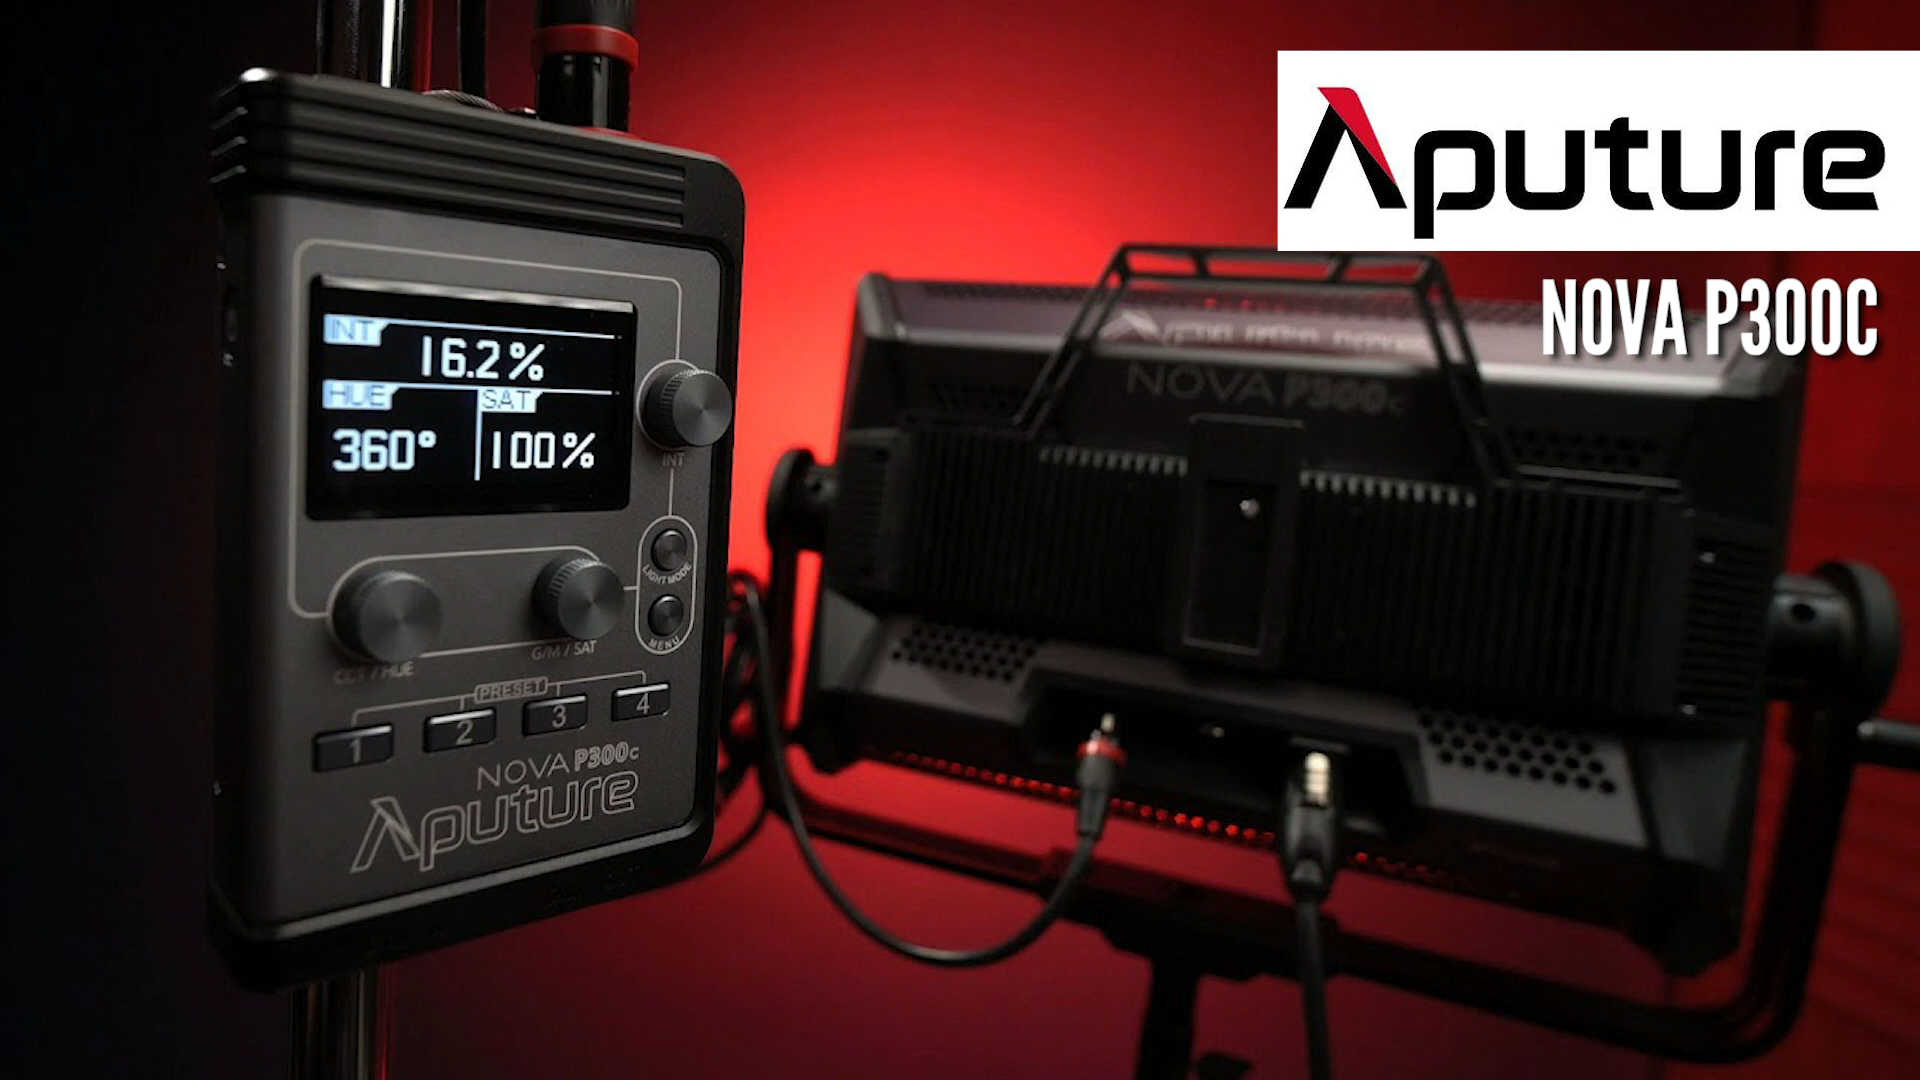 Aputure
NOVA P300C
INT
16.2%
HUE
SAT
360°
100%
INT
LIGHT MODE
MENU
CCT / HUE
G/M / SAT
PRESET
1
2
3
4
NOVA P300c
Aputure
NOVA P300c